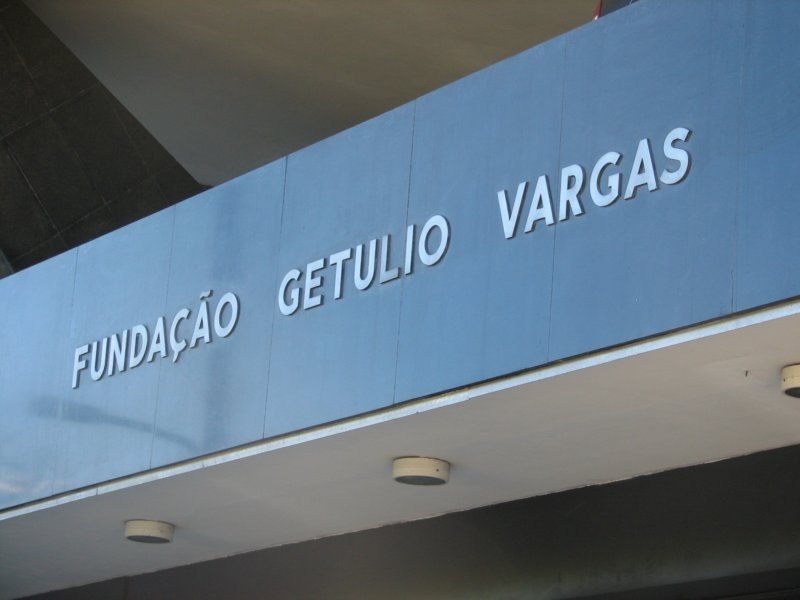 FUNDAÇÃO GETULIO VARGAS